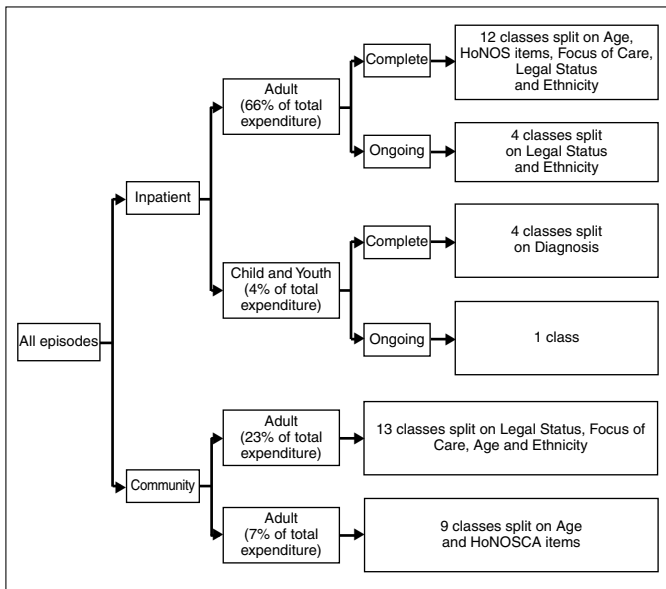 All episodes
Inpatient
Adult
(66% of total
expenditure)
Complete
12 classes split on Age,
HoNOS items, Focus of Care,
Legal Status
and Ethnicity
Ongoing
4 classes split
on Legal Status
and Ethnicity
Child and Youth
(4% of total
expenditure)
Complete
4 classes split
on Diagnosis
Ongoing
1 class
Community
Adult
(23% of total
expenditure)
13 classes split on Legal Status, Focus of
Care, Age and Ethnicity
Adult
(7% of total
expenditure)
9 classes split on Age
and HoNOSCA items